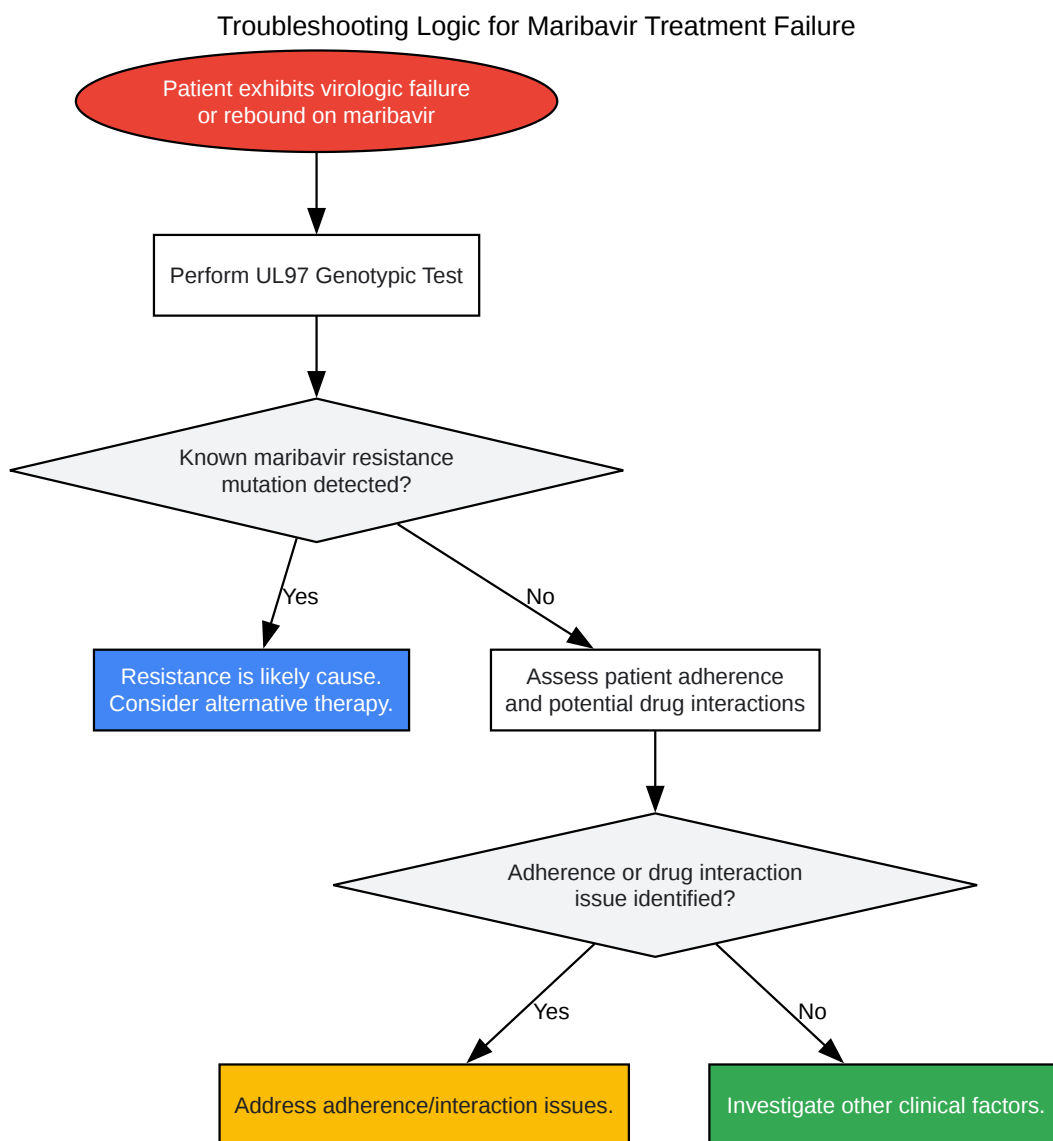 Troubleshooting Logic for Maribavir Treatment Failure
Patient exhibits virologic failure
or rebound on maribavir
Perform UL97 Genotypic Test
Known maribavir resistance
mutation detected?
Yes
No
Resistance is likely cause.
Consider alternative therapy.
Assess patient adherence
and potential drug interactions
Adherence or drug interaction
issue identified?
Yes
No
Address adherence/interaction issues.
Investigate other clinical factors.